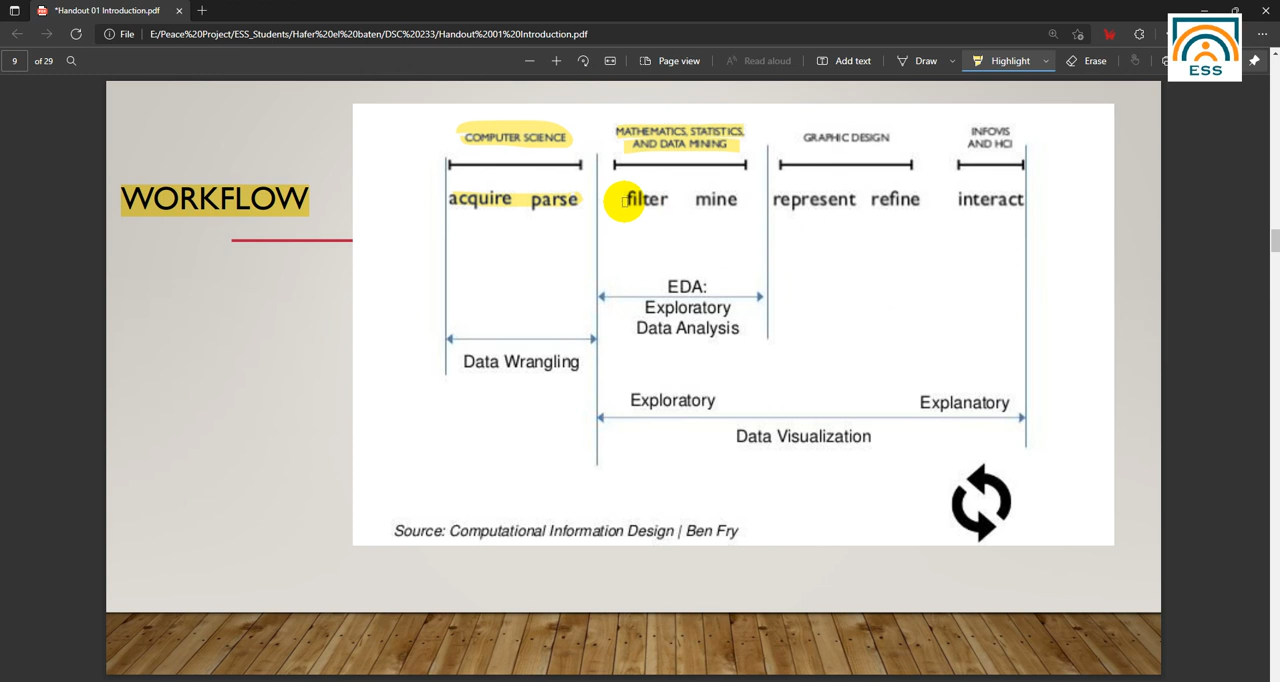 *Handout 01 Introduction.pdf
File
E:/Peace%20Project/ESS_Students/Hafer%20el%20baten/DSC%20233/Handout%2001%20Introduction.pdf
9 of 29
Page view
Read aloud
Add text
Draw
Highlight
Erase
ESS
WORKFLOW
COMPUTER SCIENCE
MATHEMATICS, STATISTICS,
AND DATA MINING
GRAPHIC DESIGN
INFOVIS
AND HCI
acquire parse filter mine represent refine interact
EDA:
Exploratory
Data Analysis
Data Wrangling
Exploratory
Explanatory
Data Visualization
Source: Computational Information Design | Ben Fry